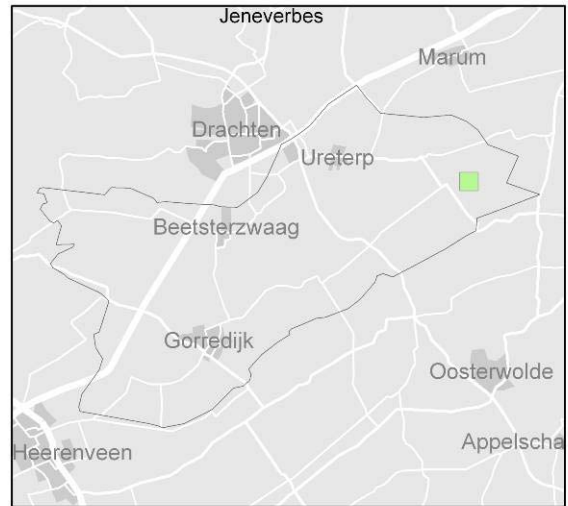 Jeneverbes
Marum
Drachten
Ureterp
Beetsterzwaag
Gorredijk
Oosterwolde
Heerenveen
Appelscha